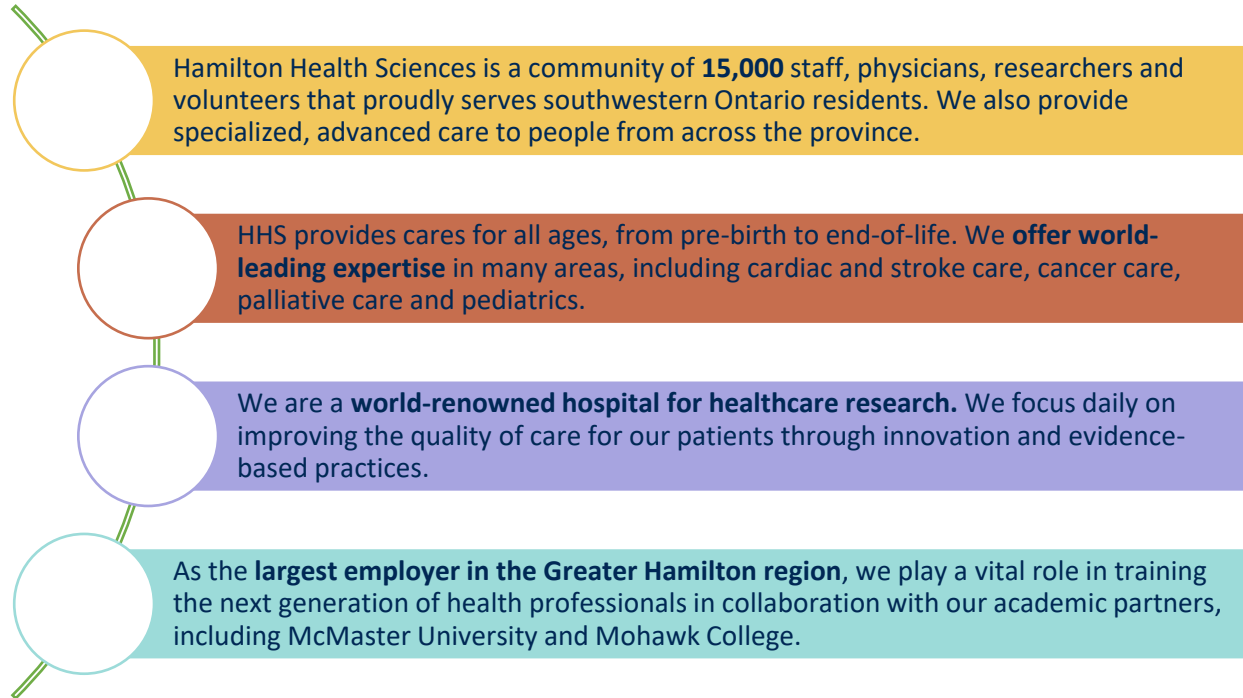 Hamilton Health Sciences is a community of 15,000 staff, physicians, researchers and
volunteers that proudly serves southwestern Ontario residents. We also provide
specialized, advanced care to people from across the province.
HHS provides cares for all ages, from pre-birth to end-of-life. We offer world-
leading expertise in many areas, including cardiac and stroke care, cancer care,
palliative care and pediatrics.
We are a world-renowned hospital for healthcare research. We focus daily on
improving the quality of care for our patients through innovation and evidence-
based practices.
As the largest employer in the Greater Hamilton region, we play a vital role in training
the next generation of health professionals in collaboration with our academic partners,
including McMaster University and Mohawk College.